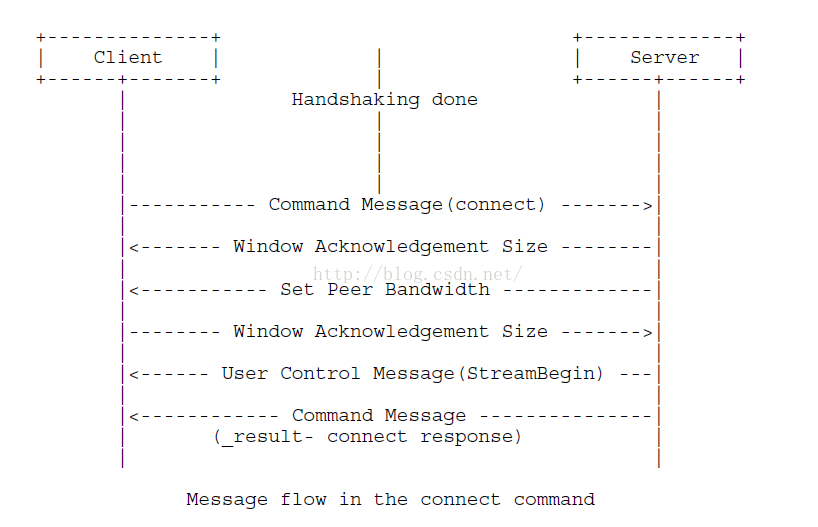 Client Server
Handshaking done
Command Message(connect)
Window Acknowledgement Size
http://blog.csdn.net/
Set Peer Bandwidth
Window Acknowledgement Size
User Control Message(StreamBegin)
Command Message
(_result- connect response)
Message flow in the connect command